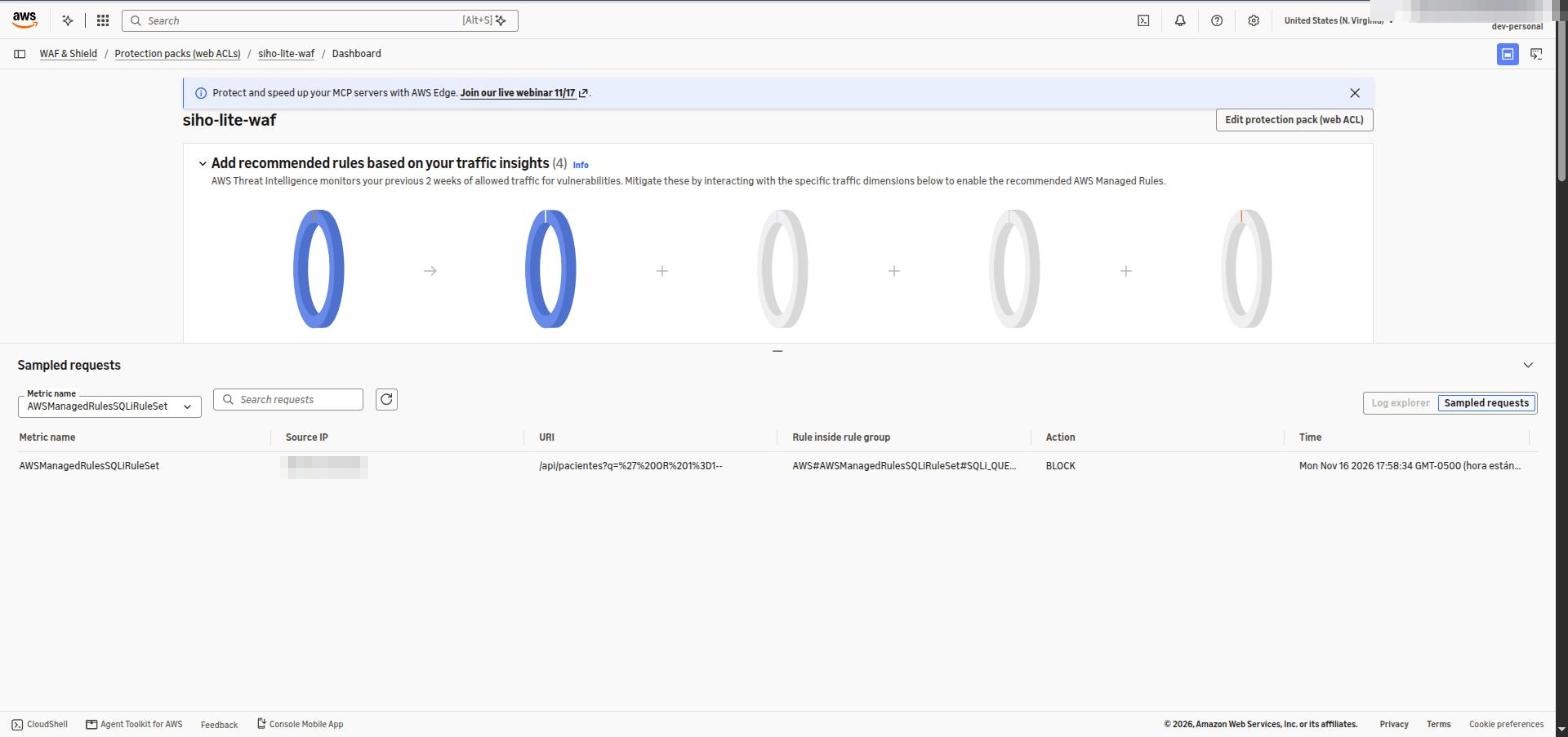 aws
Search [Alt+S]
United States (N. Virginia)
dev-personal
WAF & Shield / Protection packs (web ACLs) / siho-lite-waf / Dashboard
Protect and speed up your MCP servers with AWS Edge. Join our live webinar 11/17 .
siho-lite-waf
Edit protection pack (web ACL)
Add recommended rules based on your traffic insights (4) Info
AWS Threat Intelligence monitors your previous 2 weeks of allowed traffic for vulnerabilities. Mitigate these by interacting with the specific traffic dimensions below to enable the recommended AWS Managed Rules.
Sampled requests
Metric name
AWSManagedRulesSQLiRuleSet
Search requests
Log explorer Sampled requests
Metric name Source IP URI Rule inside rule group Action Time
AWSManagedRulesSQLiRuleSet /api/pacientes?q=%27%20OR%201%3D1-- AWS#AWSManagedRulesSQLiRuleSet#SQLi_QUE... BLOCK Mon Nov 16 2026 17:58:34 GMT-0500 (hora están...
CloudShell Agent Toolkit for AWS Feedback Console Mobile App
© 2026, Amazon Web Services, Inc. or its affiliates. Privacy Terms Cookie preferences